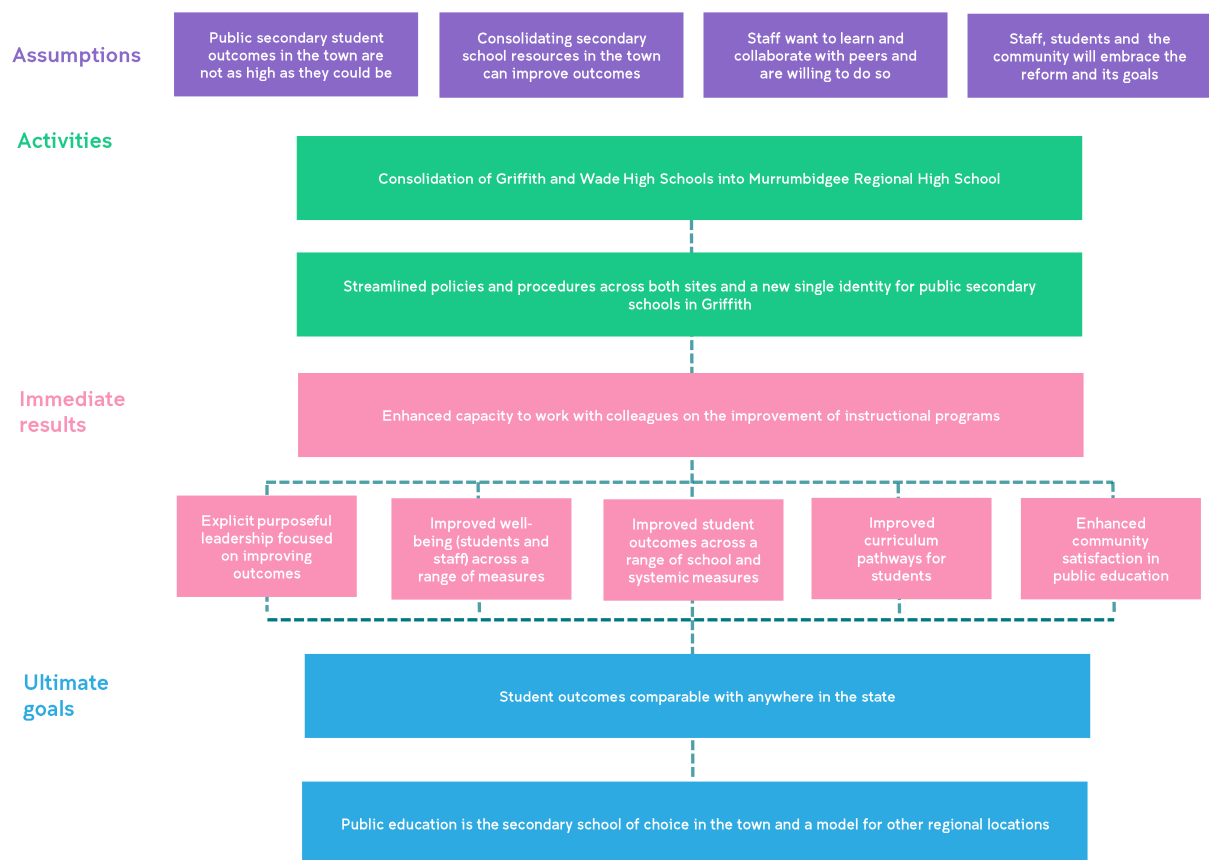 Assumptions
Public secondary student
outcomes in the town are
not as high as they could be
Consolidating secondary
school resources in the town
can improve outcomes
Staff want to learn and
collaborate with peers and
are willing to do so
Staff, students and the
community will embrace the
reform and its goals
Activities
Consolidation of Griffith and Wade High Schools into Murrumbidgee Regional High School
Streamlined policies and procedures across both sites and a new single identity for public secondary
schools in Griffith
Immediate
results
Enhanced capacity to work with colleagues on the improvement of instructional programs
Explicit purposeful
leadership focused
on improving
outcomes
Improved well-
being (students and
staff) across a
range of measures
Improved student
outcomes across a
range of school and
systemic measures
Improved
curriculum
pathways for
students
Enhanced
community
satisfaction in
public education
Ultimate
goals
Student outcomes comparable with anywhere in the state
Public education is the secondary school of choice in the town and a model for other regional locations